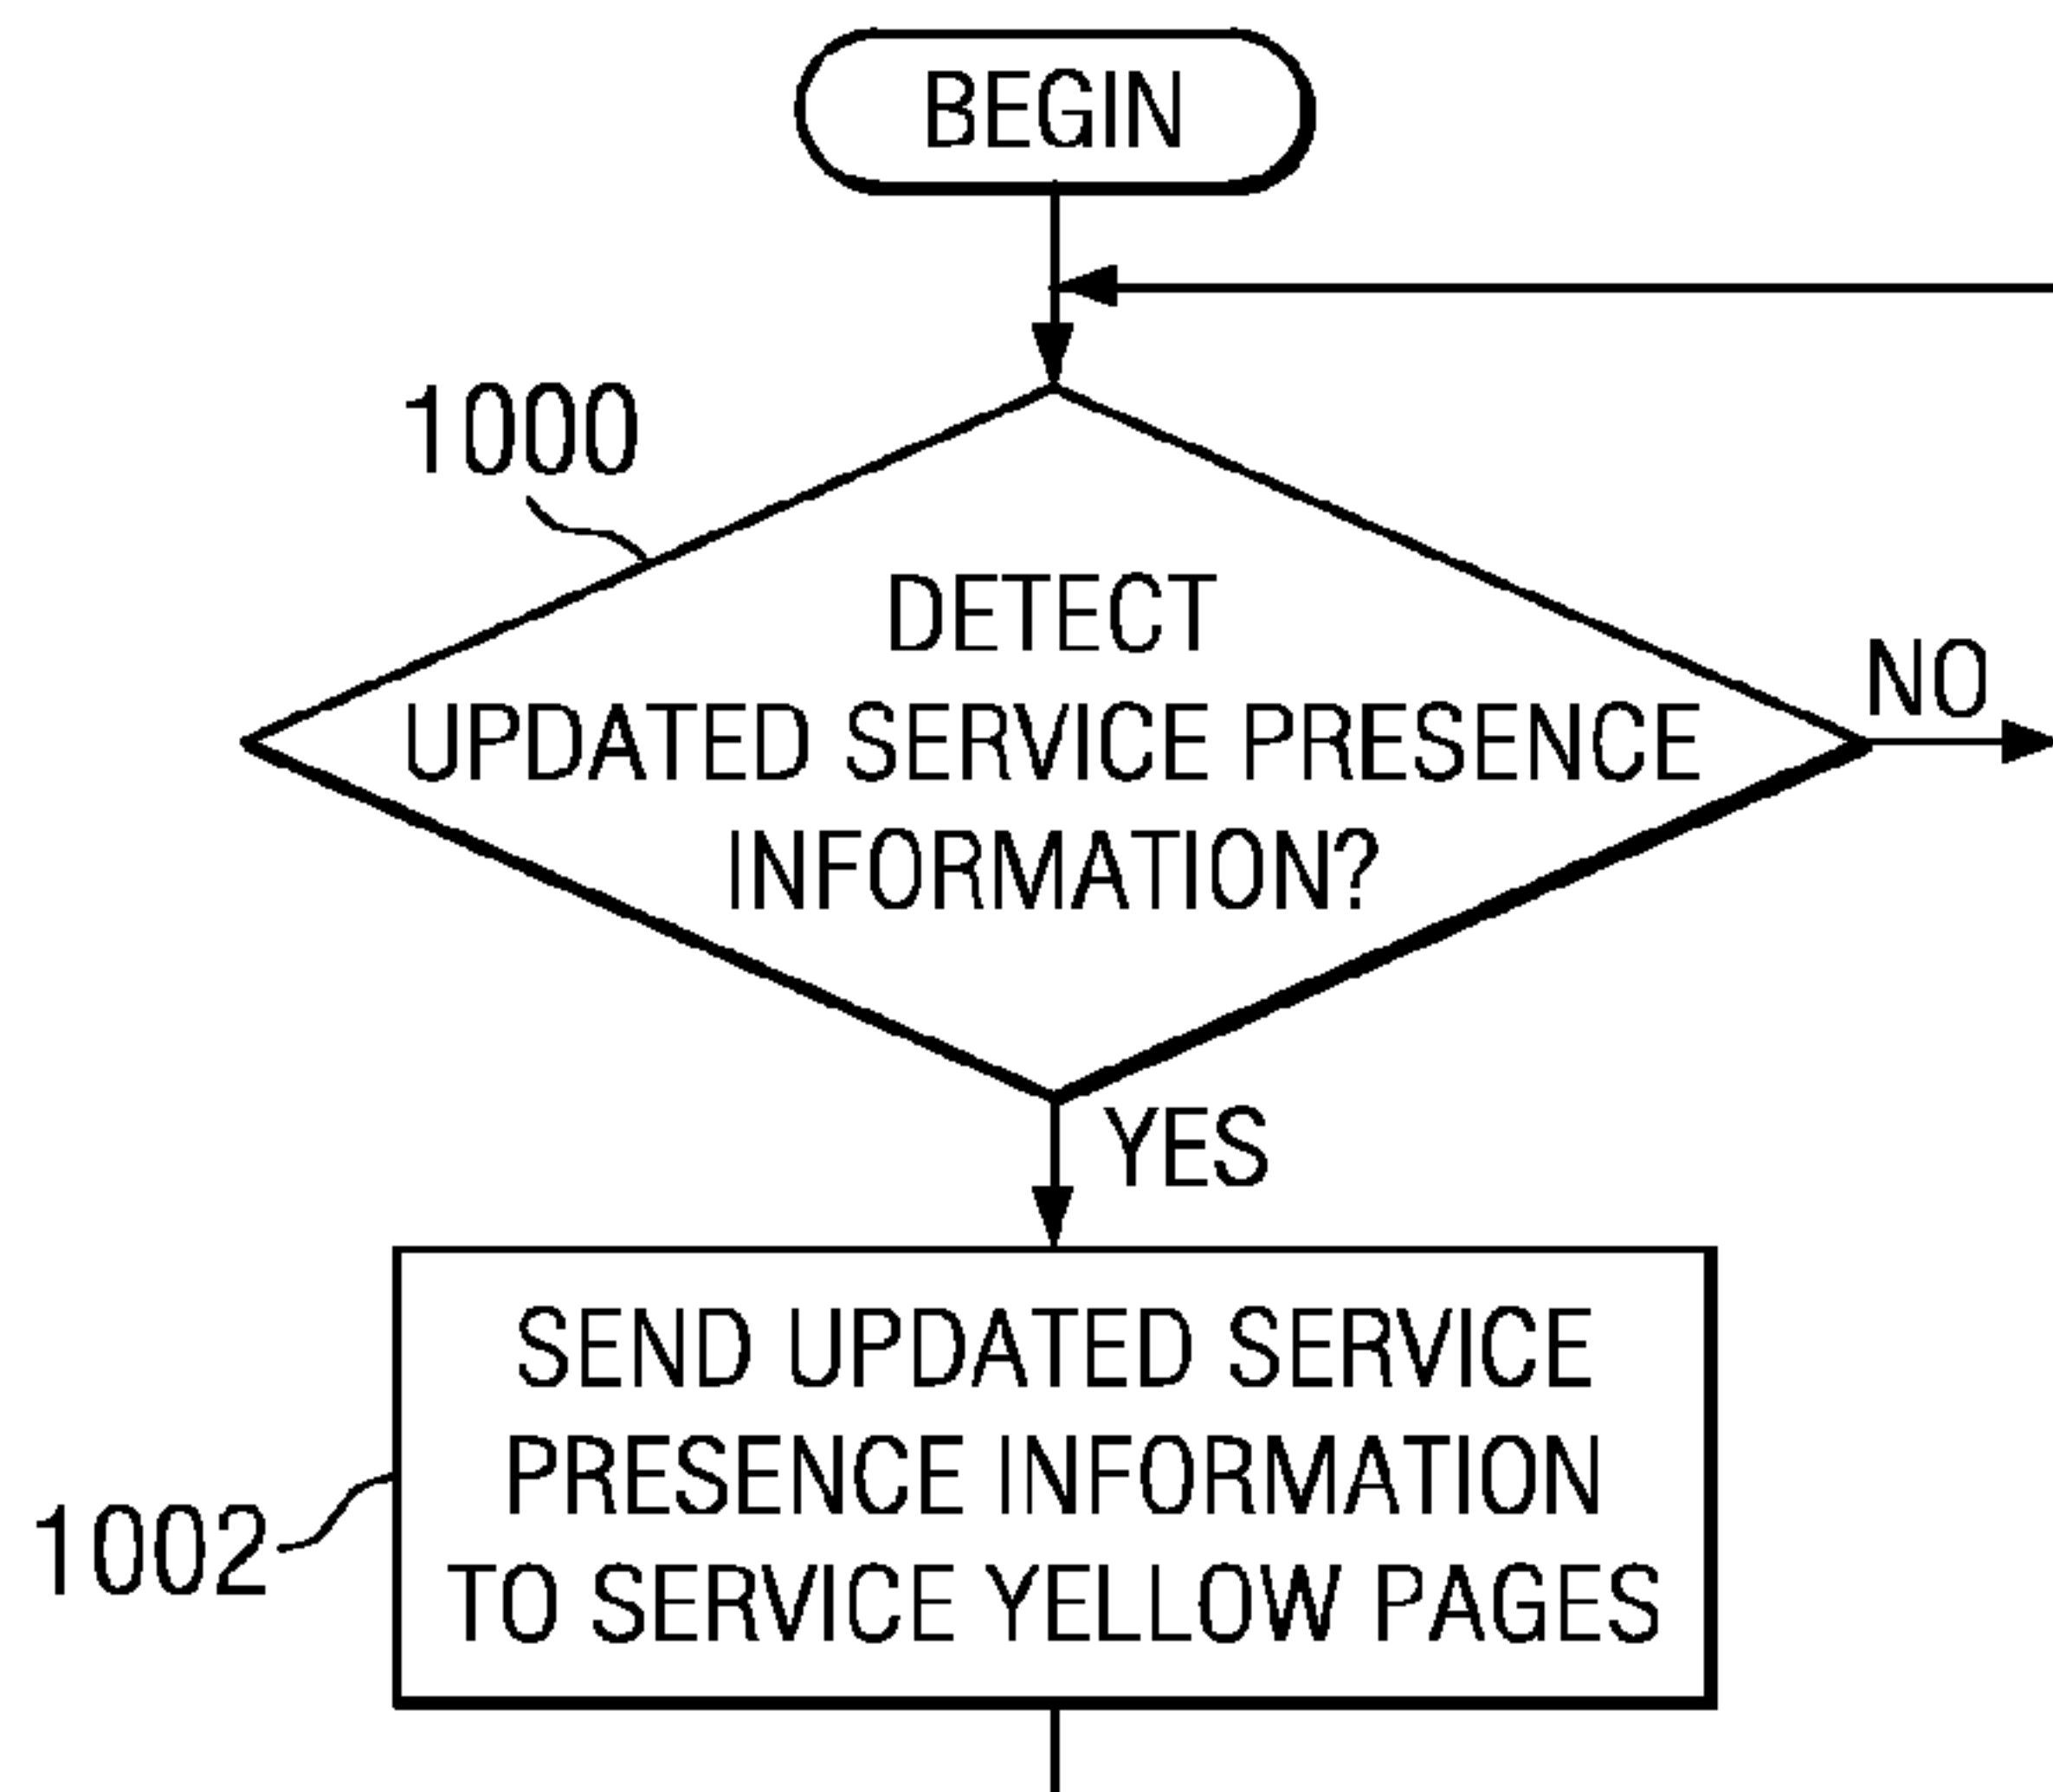 BEGIN
1000
DETECT
UPDATED SERVICE PRESENCE
INFORMATION?
NO
YES
SEND UPDATED SERVICE
PRESENCE INFORMATION
TO SERVICE YELLOW PAGES
1002